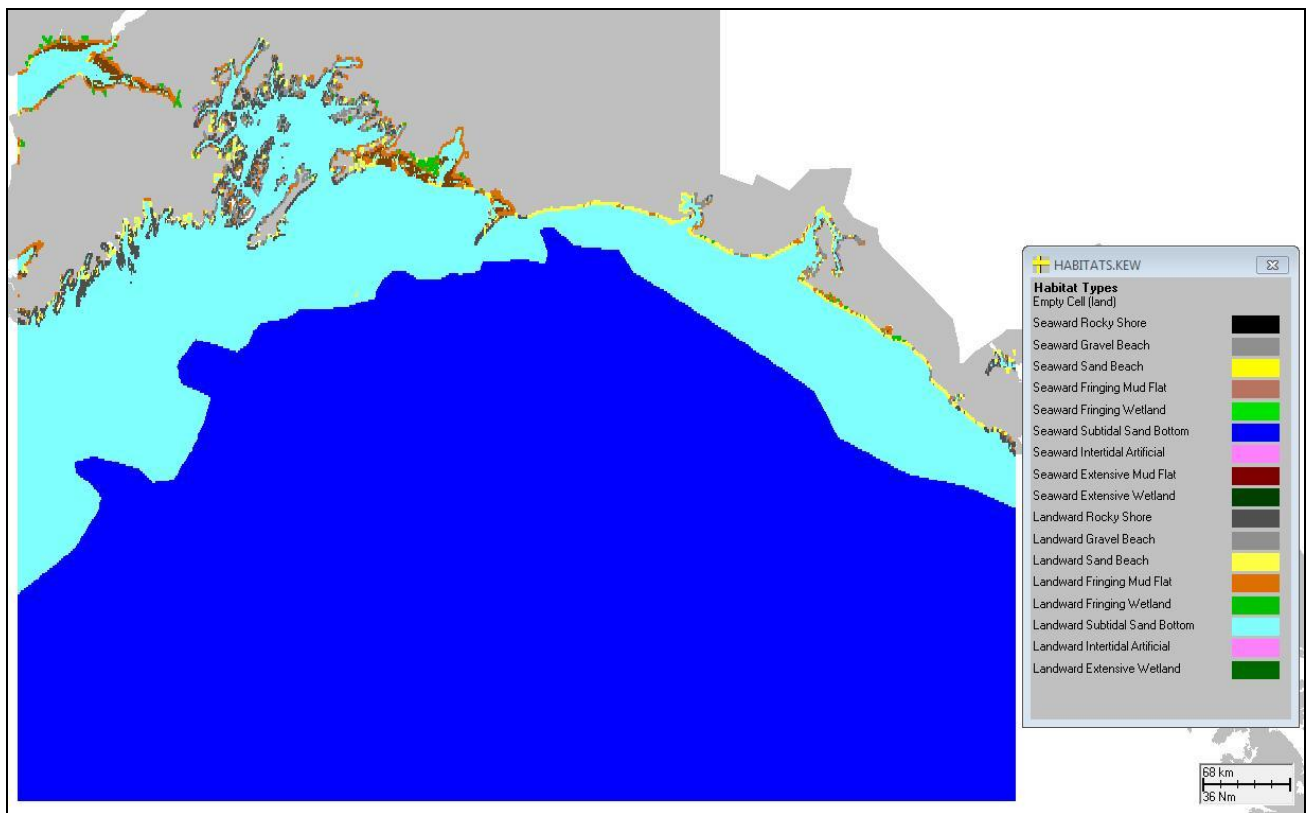 HABITATS.KEW
Habitat Types
Empty Cell (land)
Seaward Rocky Shore
Seaward Gravel Beach
Seaward Sand Beach
Seaward Fringing Mud Flat
Seaward Fringing Wetland
Seaward Subtidal Sand Bottom
Seaward Intertidal Artificial
Seaward Extensive Mud Flat
Seaward Extensive Wetland
Landward Rocky Shore
Landward Gravel Beach
Landward Sand Beach
Landward Fringing Mud Flat
Landward Fringing Wetland
Landward Subtidal Sand Bottom
Landward Intertidal Artificial
Landward Extensive Wetland
68 km
36 Nm